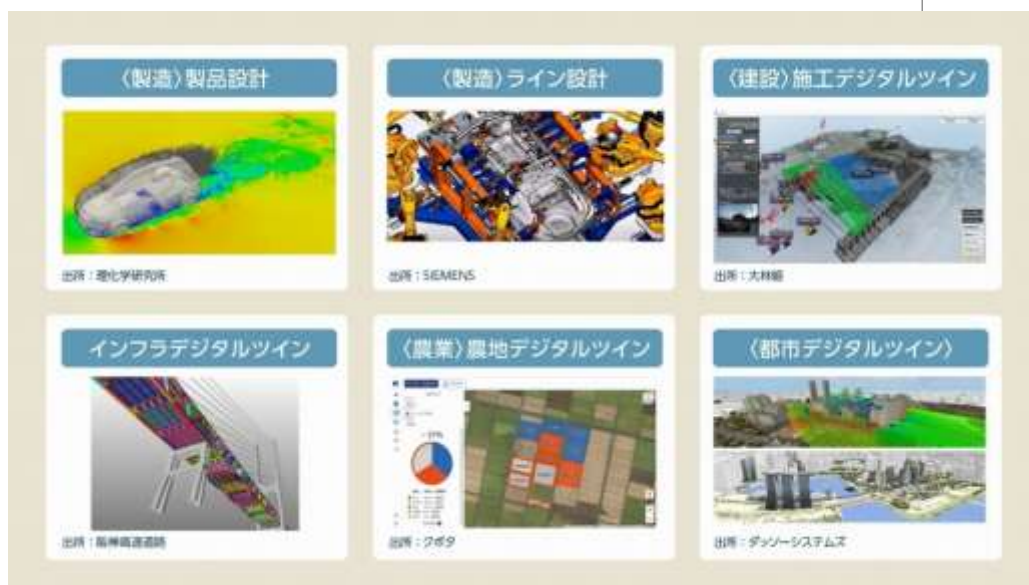 〈製造〉製品設計
〈製造〉ライン設計
〈建設〉施工デジタルツイン
出所：理化学研究所
出所：SIEMENS
出所：大林組
インフラデジタルツイン
〈農業〉農地デジタルツイン
〈都市デジタルツイン〉
出所：阪神高速道路
出所：クボタ
出所：ダッソーシステムズ